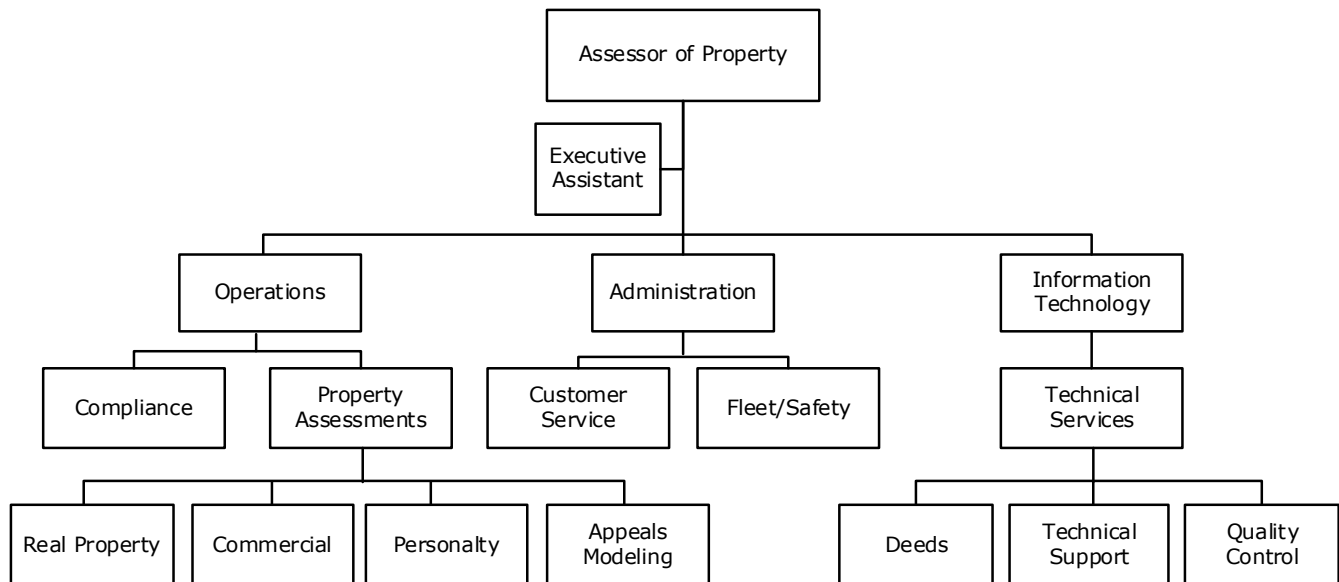 Assessor of Property
Executive
Assistant
Operations
Administration
Information
Technology
Compliance
Property
Assessments
Customer
Service
Fleet/Safety
Technical
Services
Real Property
Commercial
Personalty
Appeals
Modeling
Deeds
Technical
Support
Quality
Control